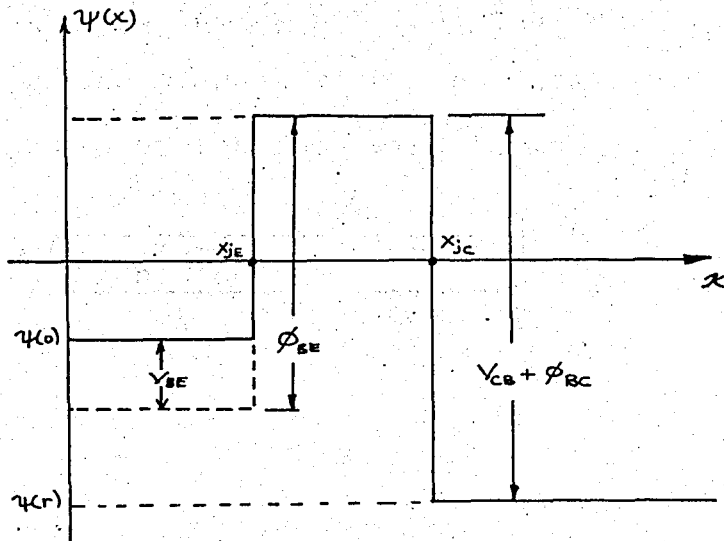 ψ(x)
x_jE
x_jC
x
ψ(0)
V_BE
ϕ_BE
V_CB + ϕ_BC
ψ(r)